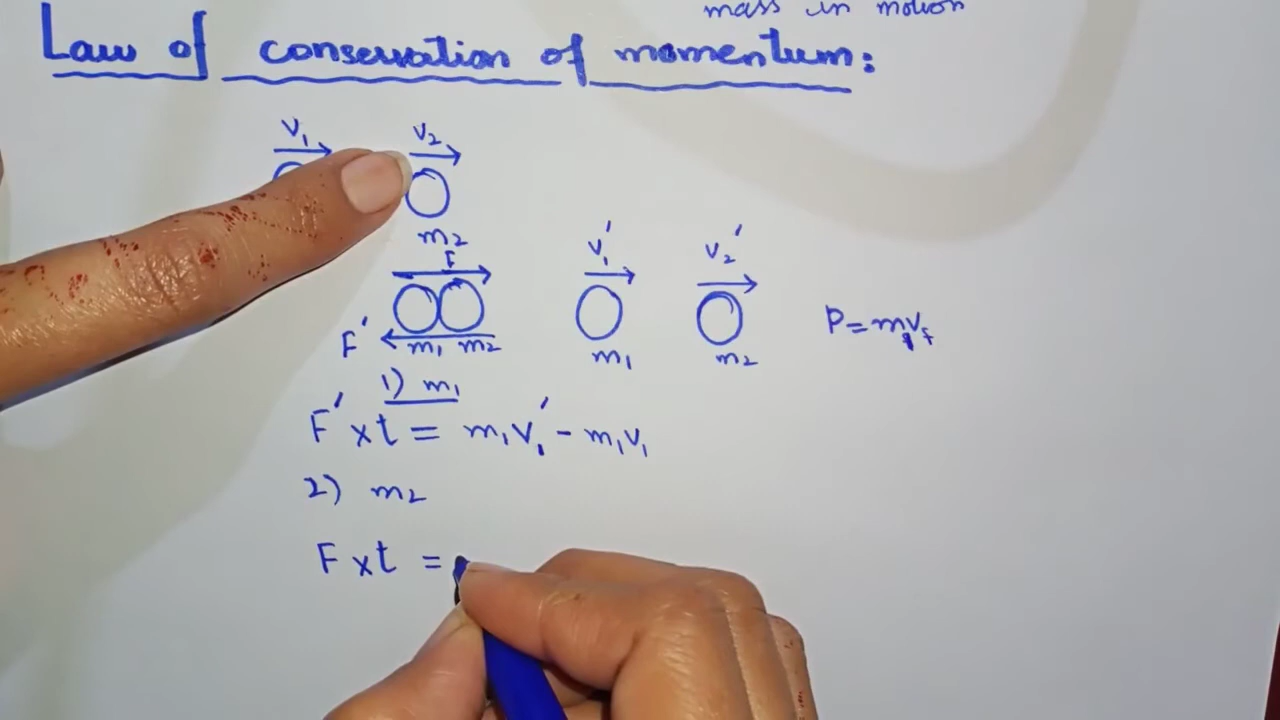 mass in motion
Law of conservation of momentum:
V₁ V₂
m₂
F
V₁′ V₂′
F′ m₁ m₂ m₁ m₂
P = mv_f
1) m₁
F′ x t = m₁V₁′ - m₁V₁
2) m₂
F x t =